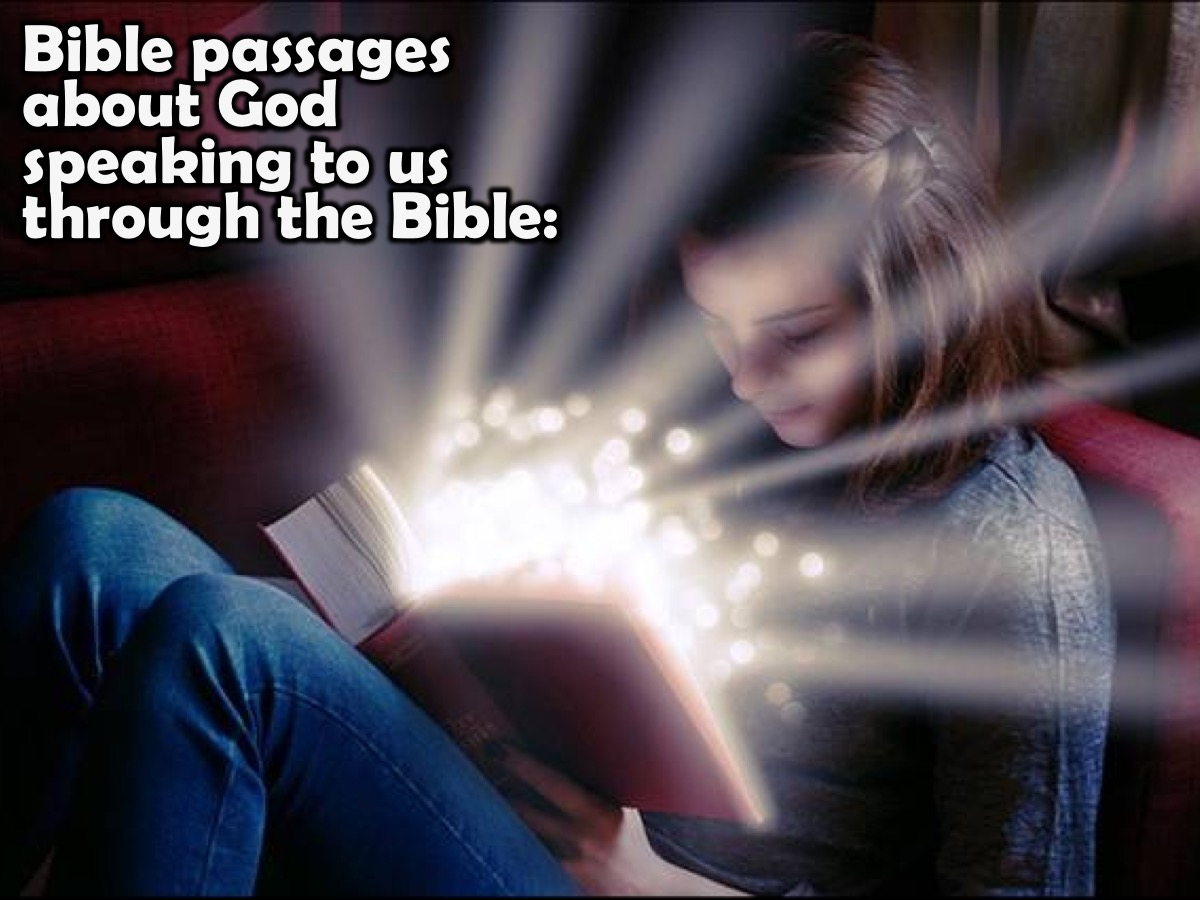 Bible passages
about God
speaking to us
through the Bible: